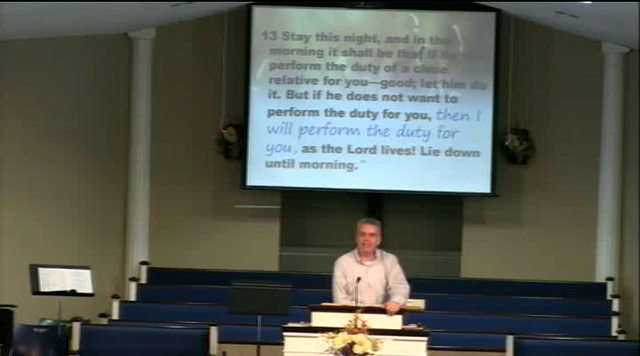 13 Stay this night, and in the
morning it shall be that if he
perform the duty of a close
relative for you—good; let him do
it. But if he does not want to
perform the duty for you, then I
will perform the duty for
you, as the Lord lives! Lie down
until morning."